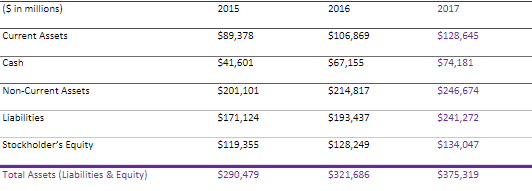 ($ in millions) 2015 2016 2017
Current Assets $89,378 $106,869 $128,645
Cash $41,601 $67,155 $74,181
Non-Current Assets $201,101 $214,817 $246,674
Liabilities $171,124 $193,437 $241,272
Stockholder's Equity $119,355 $128,249 $134,047
Total Assets (Liabilities & Equity) $290,479 $321,686 $375,319